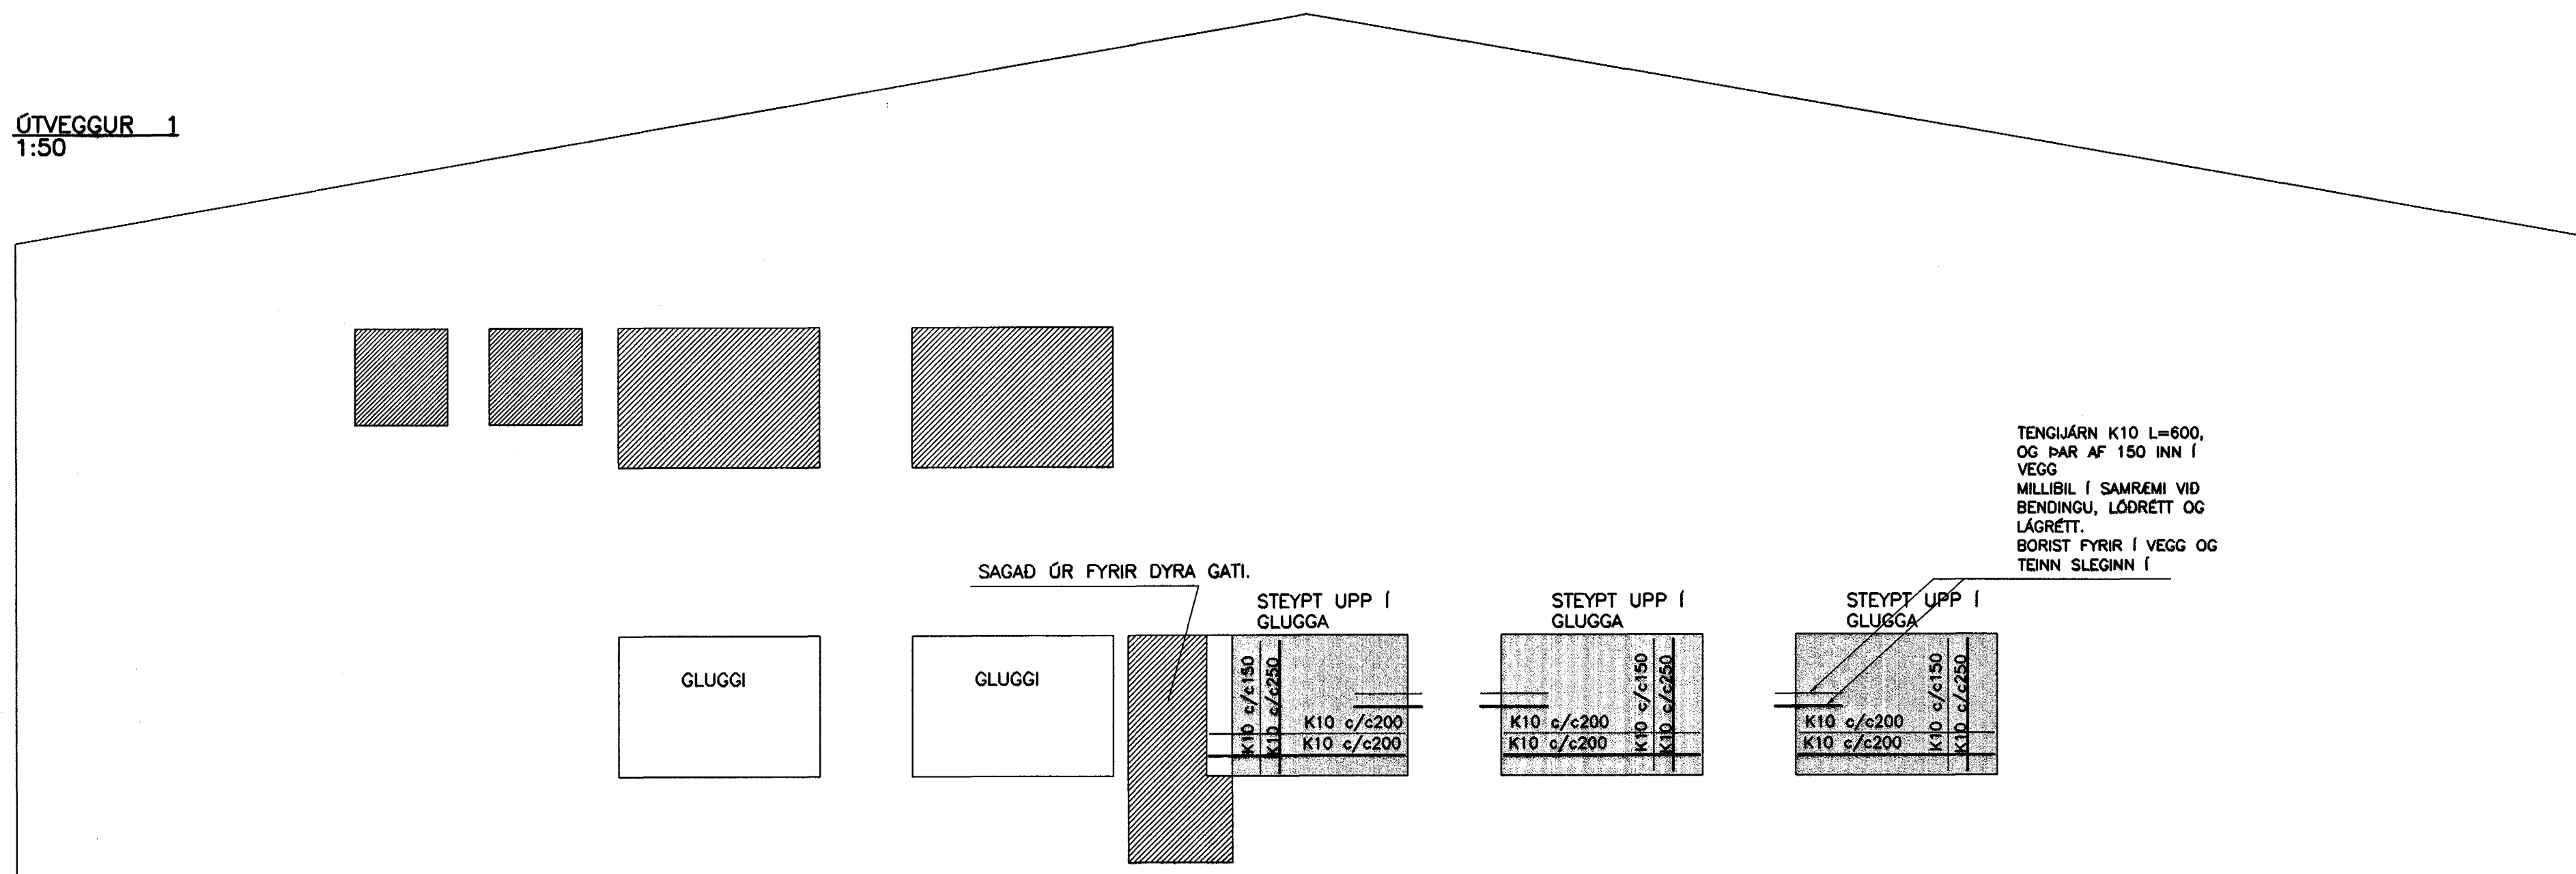 ÚTVEGGUR 1
1:50
TENGIJÁRN K10 L=600,
OG ÞAR AF 150 INN Í
VEGG
MILLIBIL Í SAMRÆMI VIÐ
BENDINGU, LÓÐRÉTT OG
LÁGRÉTT.
BORIST FYRIR Í VEGG OG
TEINN SLEGINN Í
SAGAÐ ÚR FYRIR DYRA GATI.
STEYPT UPP Í
GLUGGA
STEYPT UPP Í
GLUGGA
STEYPT UPP Í
GLUGGA
GLUGGI
GLUGGI
K10 c/c150
K10 c/c250
K10 c/c200
K10 c/c200
K10 c/c200
K10 c/c200
K10 c/c150
K10 c/c250
K10 c/c200
K10 c/c200
K10 c/c150
K10 c/c250